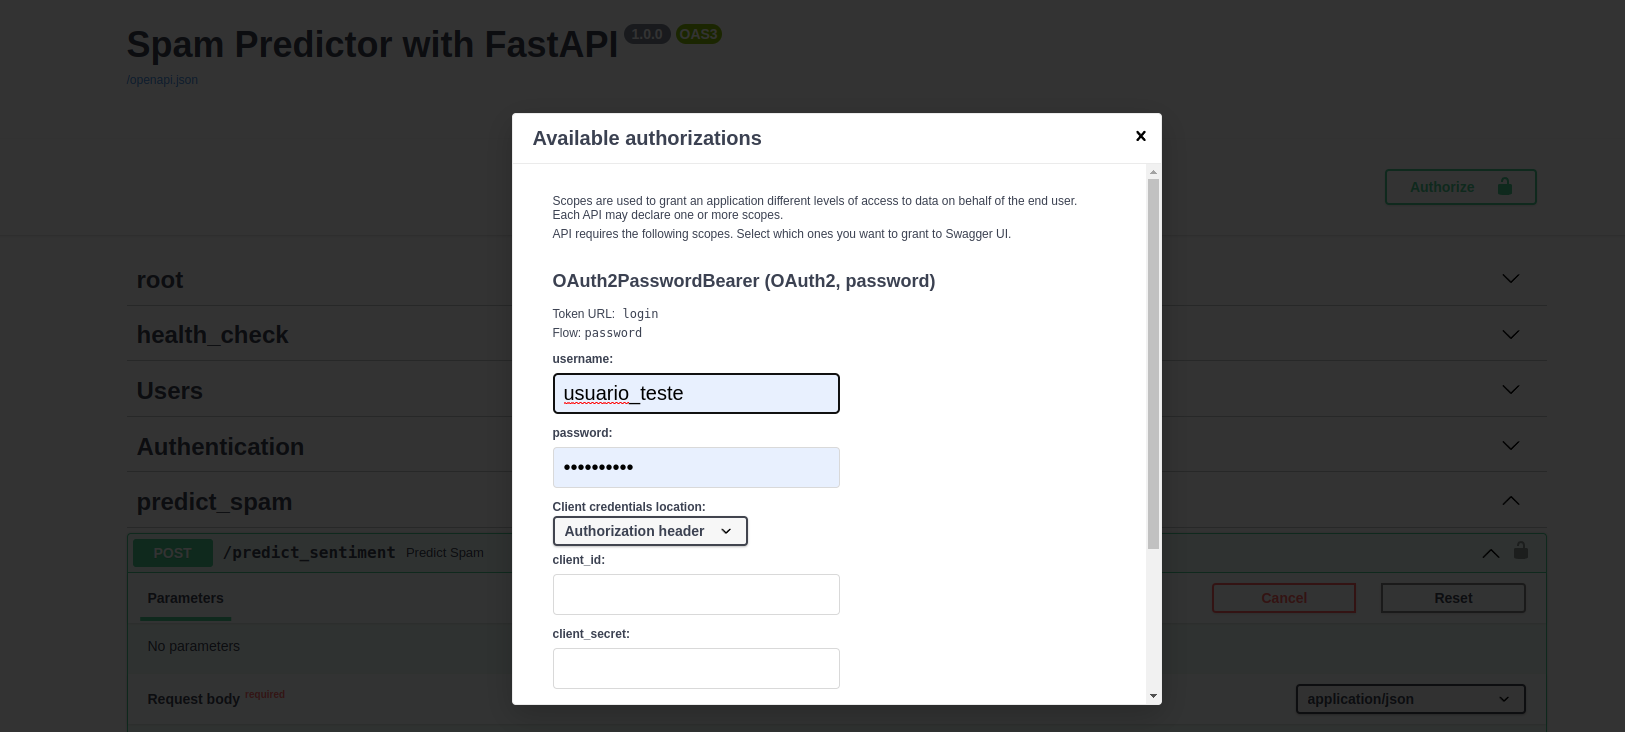 Spam Predictor with FastAPI 1.0.0 OAS3
/openapi.json
Available authorizations
Scopes are used to grant an application different levels of access to data on behalf of the end user.
Each API may declare one or more scopes.
API requires the following scopes. Select which ones you want to grant to Swagger UI.
OAuth2PasswordBearer (OAuth2, password)
Token URL: login
Flow: password
username:
usuario_teste
password:
••••••••••
Client credentials location:
Authorization header
client_id:
client_secret:
Authorize
root
health_check
Users
Authentication
predict_spam
POST /predict_sentiment Predict Spam
Parameters
Cancel
Reset
No parameters
Request body required
application/json